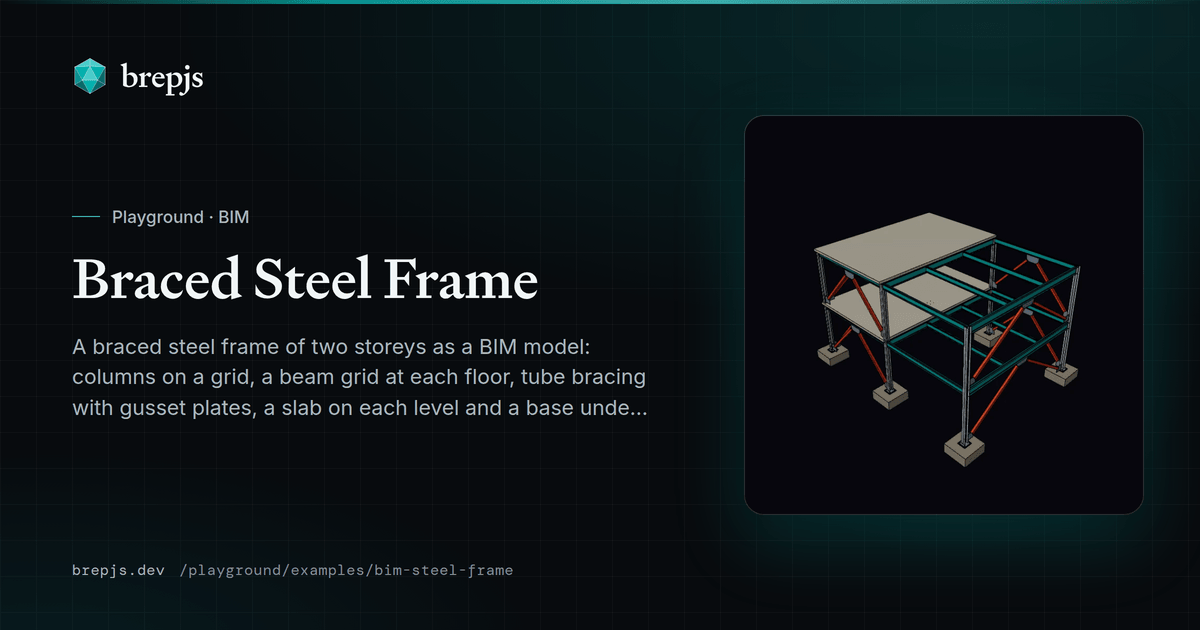 brepjs
Playground · BIM
Braced Steel Frame
A braced steel frame of two storeys as a BIM model:
columns on a grid, a beam grid at each floor, tube bracing
with gusset plates, a slab on each level and a base unde...
brepjs.dev /playground/examples/bim-steel-frame